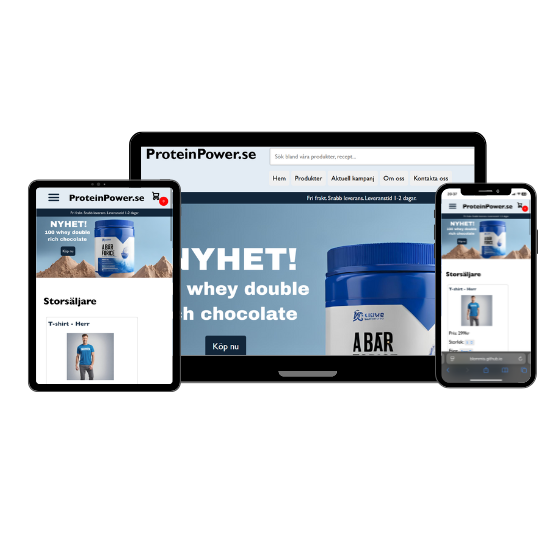 ProteinPower.se
Sök bland våra produkter, recept...
Hem Produkter Aktuell kampanj Om oss Kontakta oss
Fri frakt. Snabb leverans. Leveranstid 1-2 dagar.
NYHET!
whey double
ch chocolate
Köp nu
A BAR
ProteinPower.se
Fri frakt. Snabb leverans. Leveranstid 1-2 dagar.
NYHET!
100 whey double
rich chocolate
Köp nu
A BAR
FORCE
Storsäljare
T-shirt - Herr
ProteinPower.se
NYHET!
100 whey double
rich chocolate
Storsäljare
T-shirt - Herr
Pris: 299kr
Storlek: